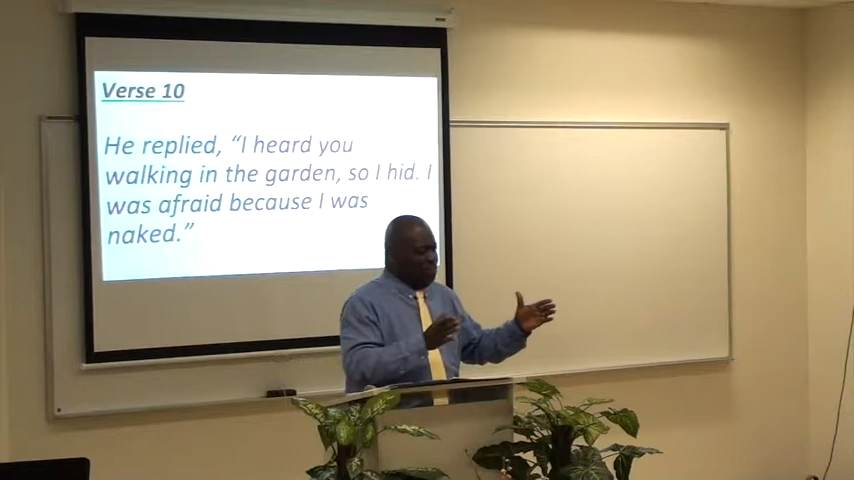 Verse 10
He replied, “I heard you
walking in the garden, so I hid. I
was afraid because I was
naked.”